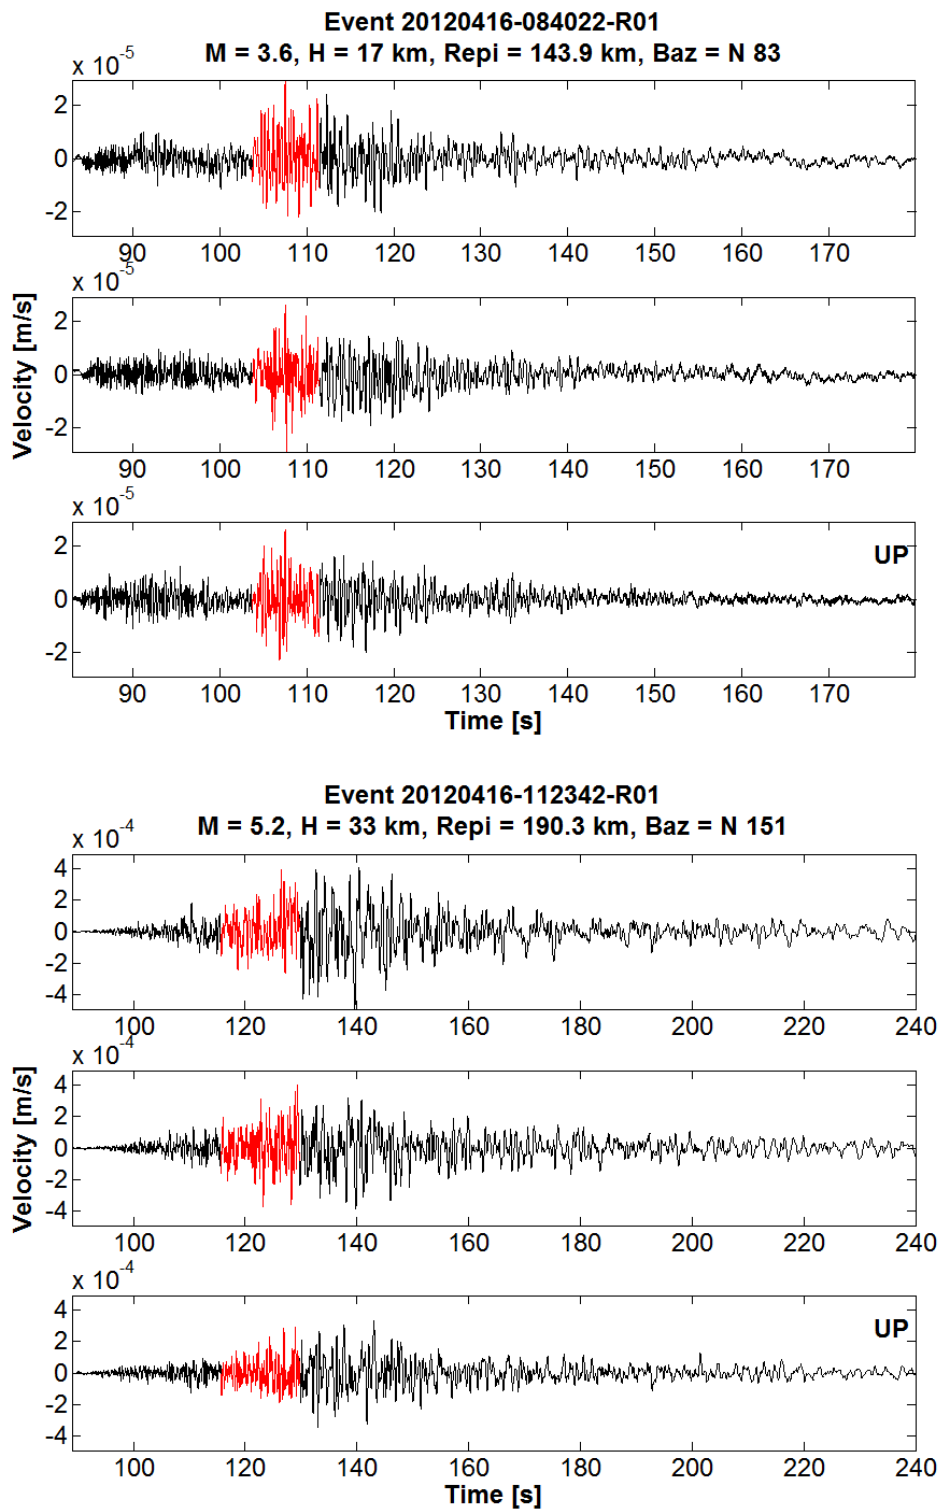 Event 20120416-084022-R01
M = 3.6, H = 17 km, Repi = 143.9 km, Baz = N 83
x 10-5
2
0
-2
90 100 110 120 130 140 150 160 170
x 10-5
2
0
-2
90 100 110 120 130 140 150 160 170
Velocity [m/s]
x 10-5
2
0
-2
UP
90 100 110 120 130 140 150 160 170
Time [s]
Event 20120416-112342-R01
M = 5.2, H = 33 km, Repi = 190.3 km, Baz = N 151
x 10-4
4
2
0
-2
-4
100 120 140 160 180 200 220 240
x 10-4
4
2
0
-2
-4
100 120 140 160 180 200 220 240
Velocity [m/s]
x 10-4
4
2
0
-2
-4
UP
100 120 140 160 180 200 220 240
Time [s]